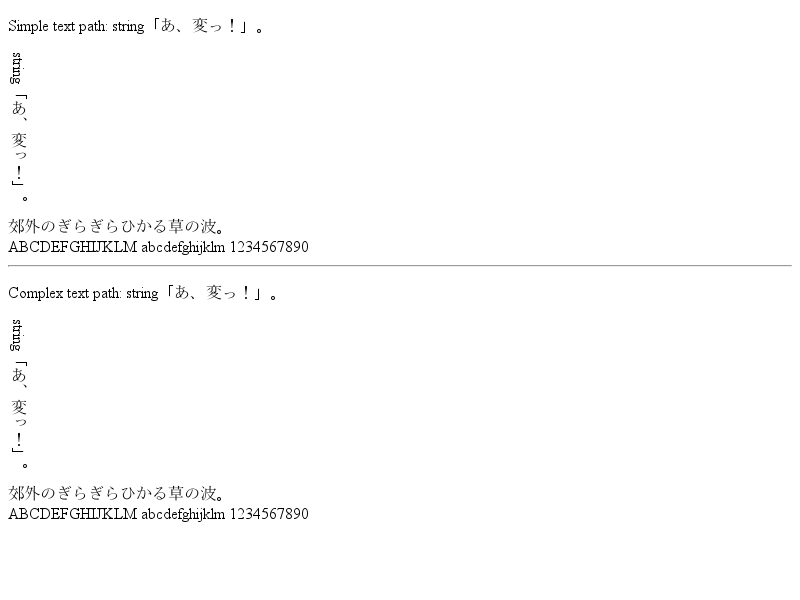 Simple text path: string「あ、変っ！」。
string「あ、変っ！」。
郊外のぎらぎらひかる草の波。
ABCDEFGHIJKLM abcdefghijklm 1234567890
Complex text path: string「あ、変っ！」。
string「あ、変っ！」。
郊外のぎらぎらひかる草の波。
ABCDEFGHIJKLM abcdefghijklm 1234567890